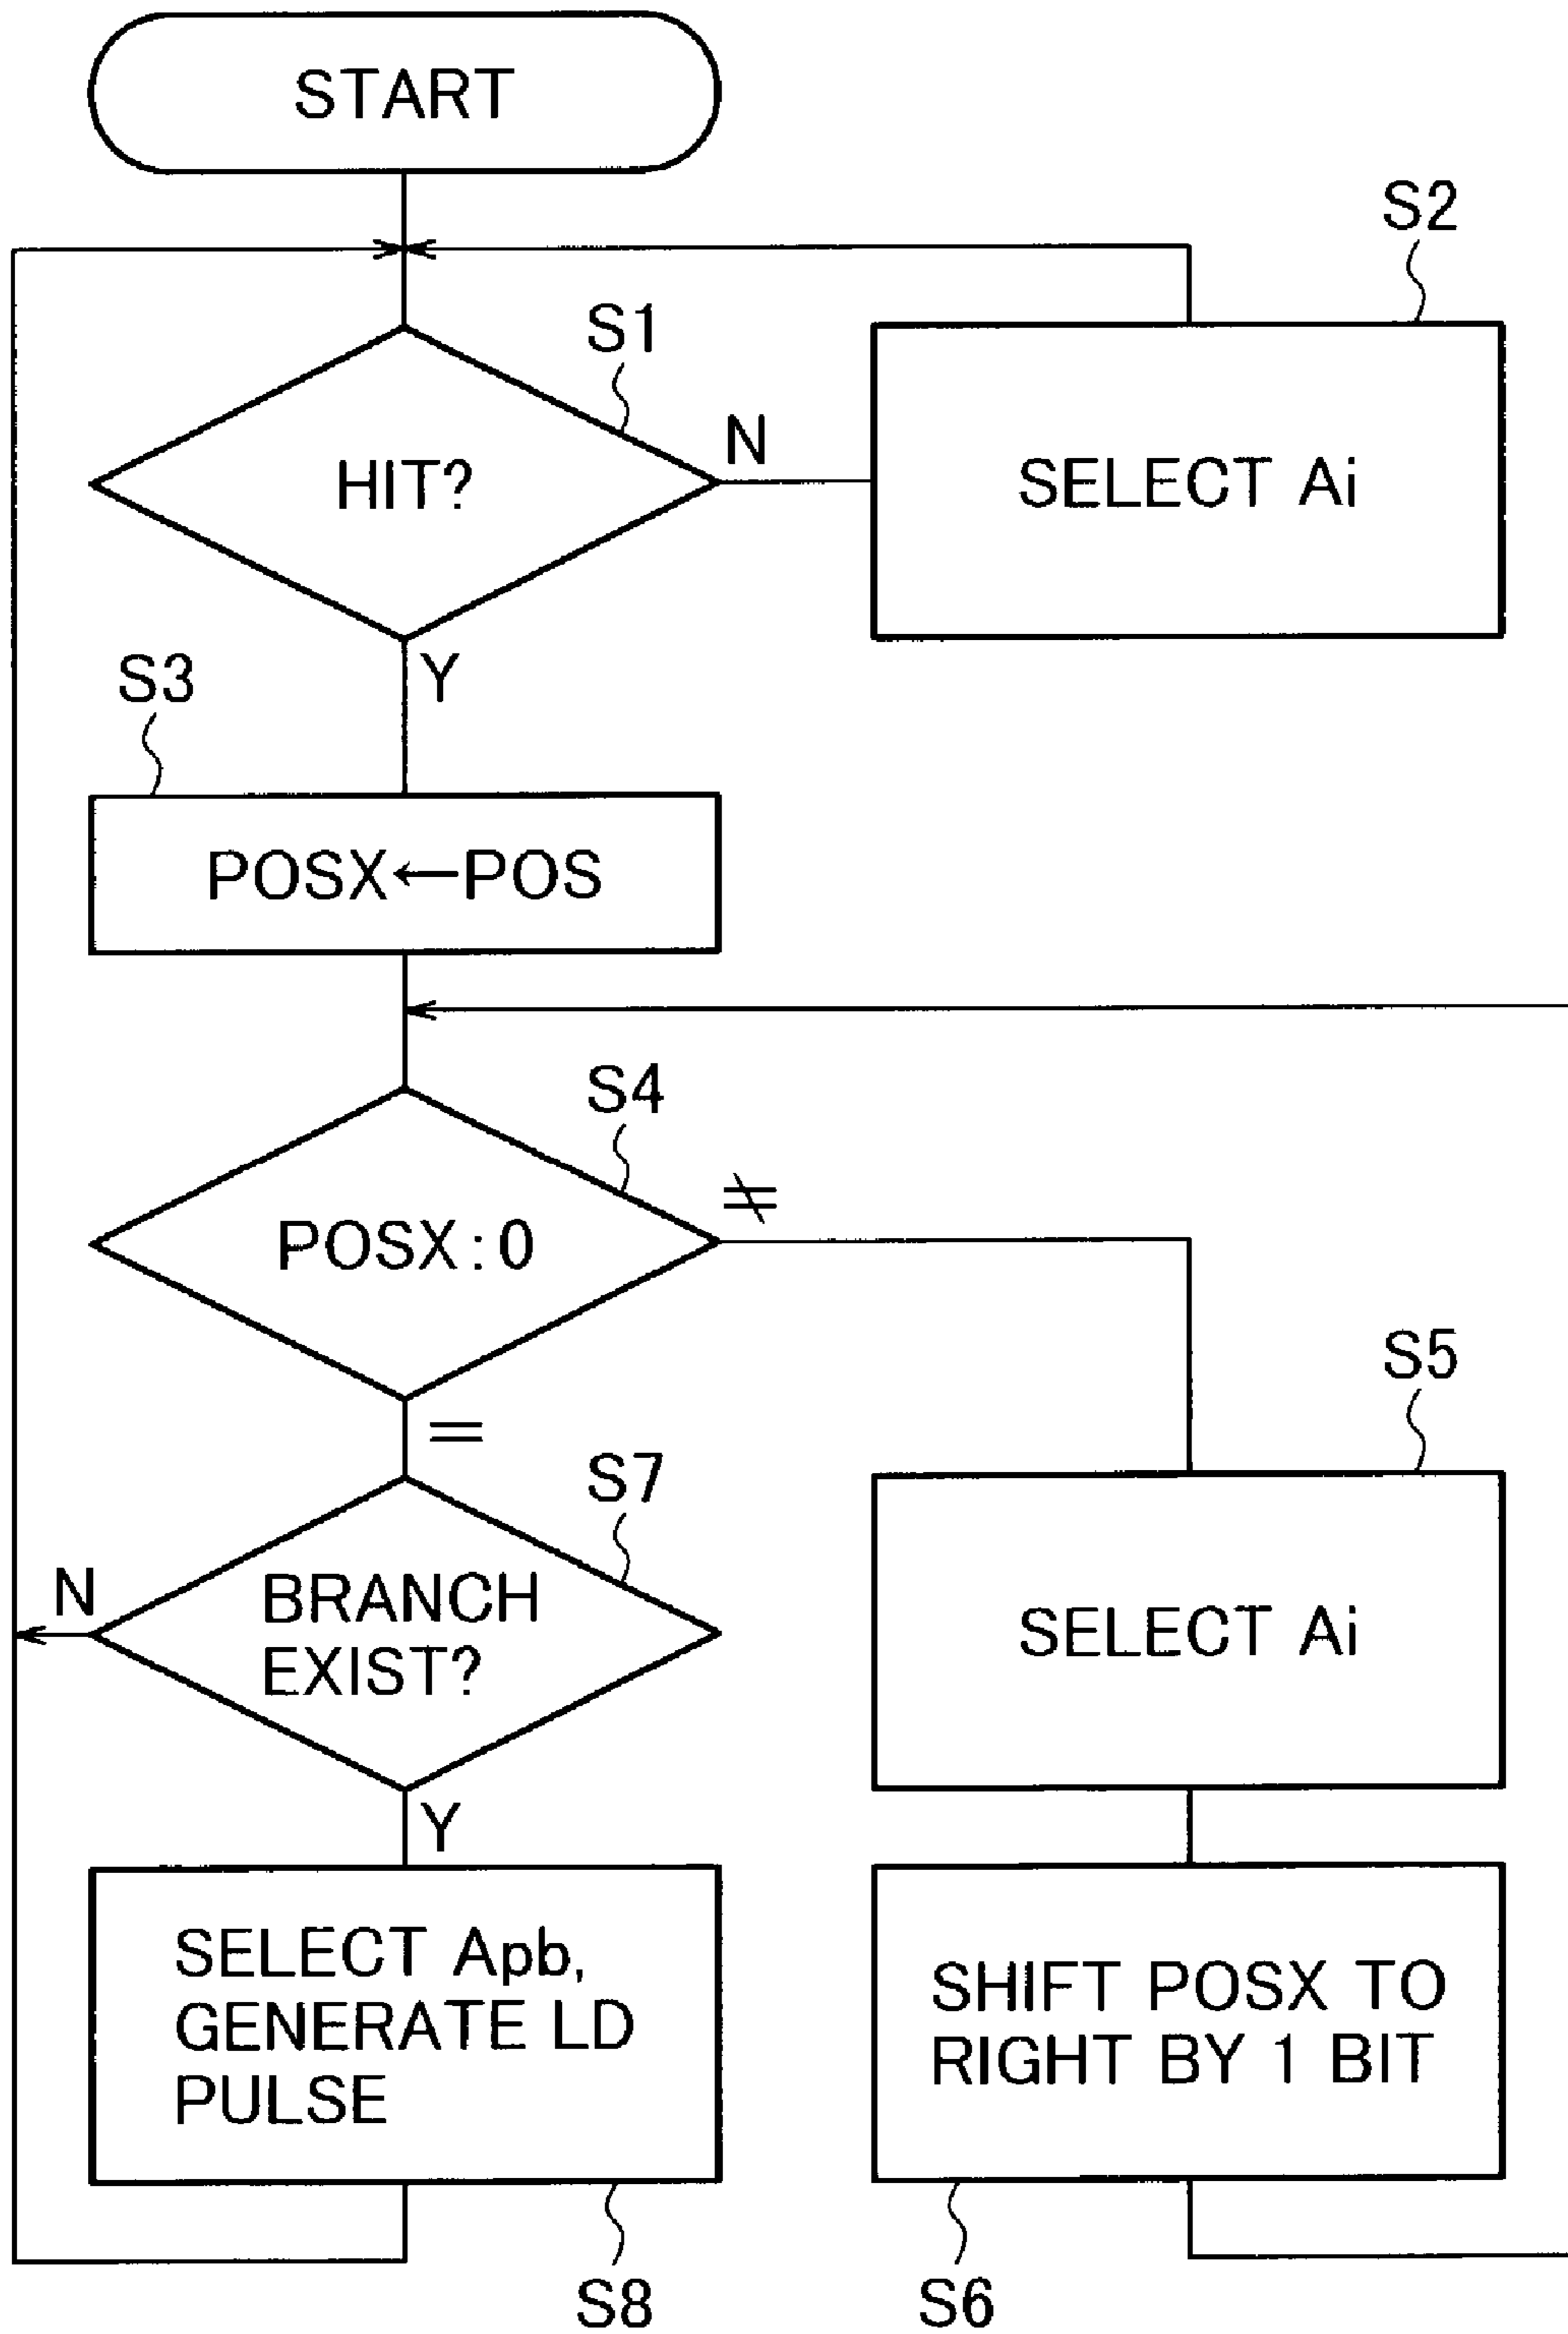 START
S2
S1
HIT?
N
SELECT Ai
Y
S3
POSX←POS
S4
POSX:0
≠
S5
=
S7
N
BRANCH
EXIST?
SELECT Ai
Y
SELECT Apb,
GENERATE LD
PULSE
SHIFT POSX TO
RIGHT BY 1 BIT
S8
S6